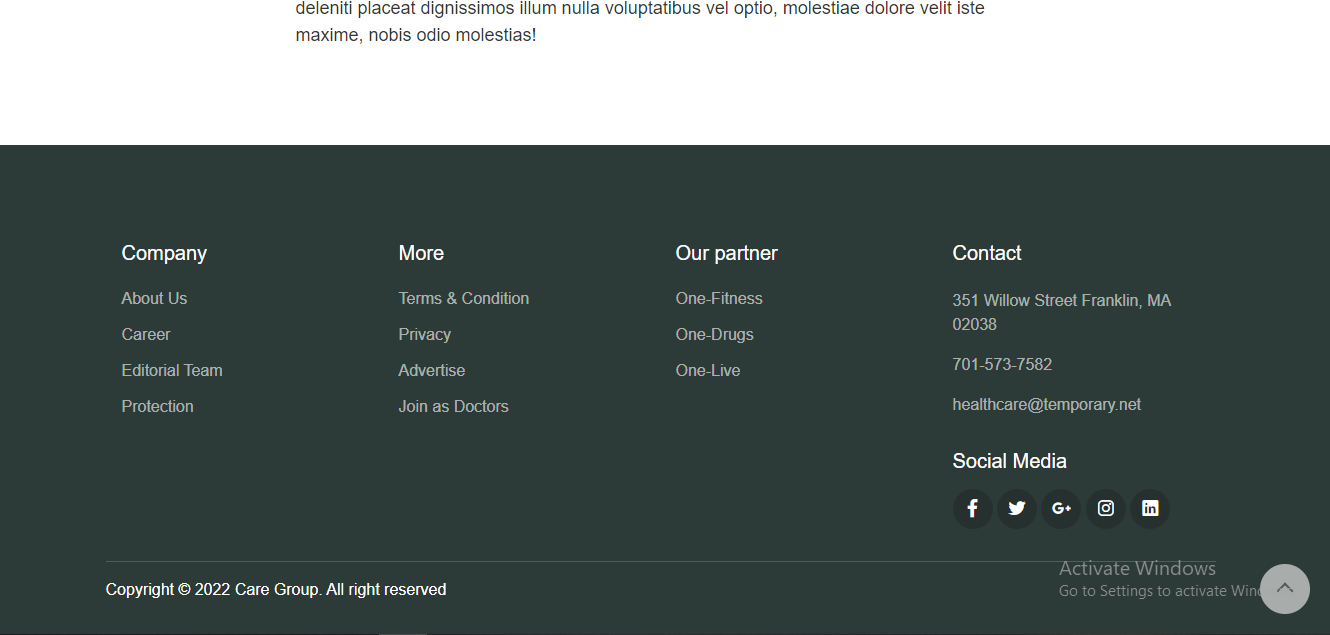 deleniti placeat dignissimos illum nulla voluptatibus vel optio, molestiae dolore velit iste
maxime, nobis odio molestias!
Company
About Us
Career
Editorial Team
Protection
More
Terms & Condition
Privacy
Advertise
Join as Doctors
Our partner
One-Fitness
One-Drugs
One-Live
Contact
351 Willow Street Franklin, MA
02038
701-573-7582
healthcare@temporary.net
Social Media
Copyright © 2022 Care Group. All right reserved
Activate Windows
Go to Settings to activate